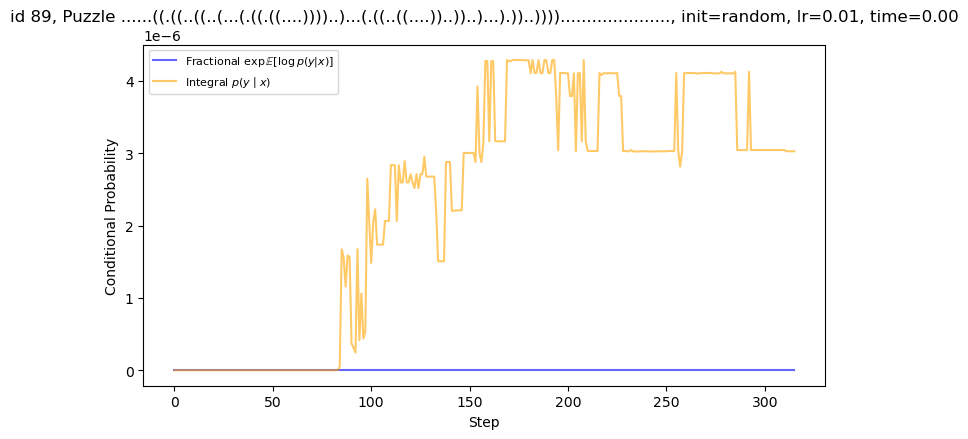 id 89, Puzzle ......((.((..((..(...(.((.((....))))..)...(.((..((....))..))..)...).))..))))......................, init=random, lr=0.01, time=0.00
1e−6
Fractional exp𝔼[log p(y|x)]
Integral p(y | x)
4
3
2
1
0
Conditional Probability
0 50 100 150 200 250 300
Step